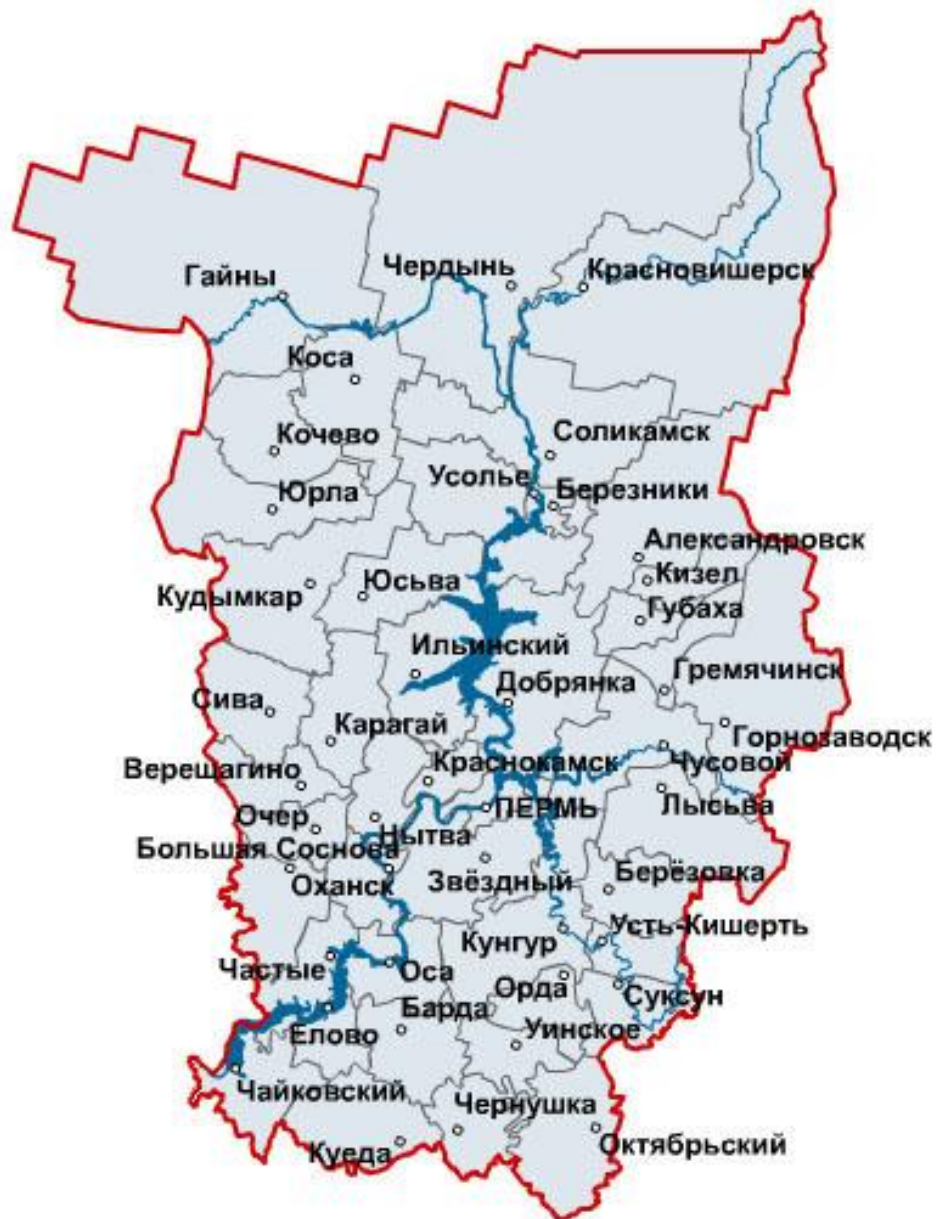 Гайны
Чердынь
Красновишерск
Коса
Кочево
Соликамск
Усолье
Березники
Юрла
Александровск
Кизел
Юсьва
Кудымкар
Губаха
Ильинский
Гремячинск
Добрянка
Сива
Карагай
Горнозаводск
Чусовой
Краснокамск
Верещагино
Лысьва
ПЕРМЬ
Очер
Нытва
Большая Соснова
Звёздный
Берёзовка
Оханск
Усть-Кишерть
Кунгур
Частые
Оса
Орда
Суксун
Барда
Уинское
Елово
Чайковский
Чернушка
Октябрьский
Куеда